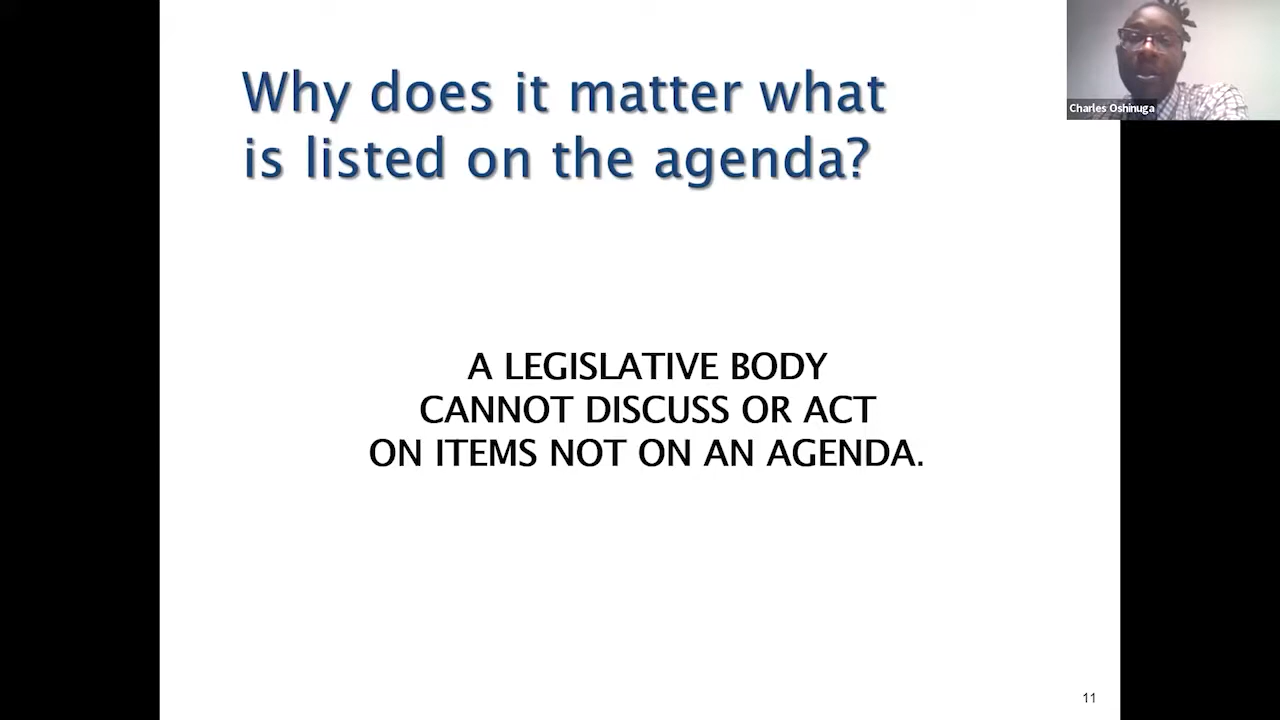 Why does it matter what
is listed on the agenda?
Charles Oshinuga
A LEGISLATIVE BODY
CANNOT DISCUSS OR ACT
ON ITEMS NOT ON AN AGENDA.
11